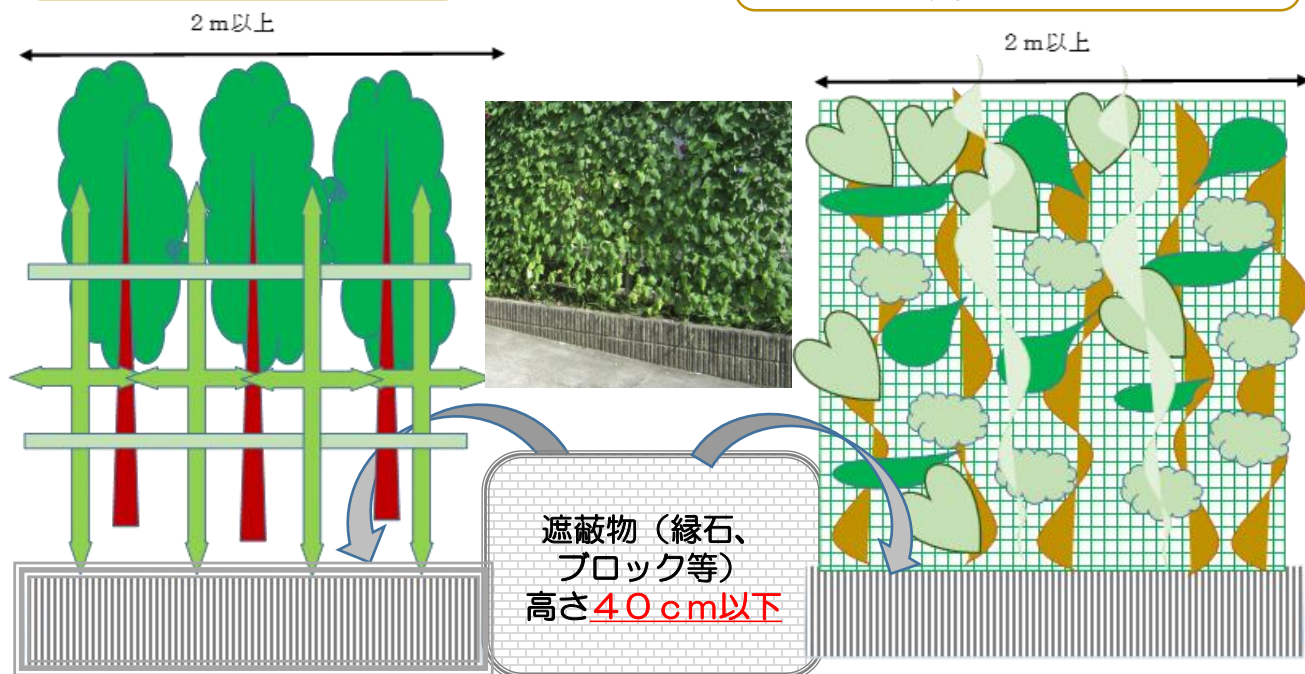 ２ｍ以上
２ｍ以上
遮蔽物（縁石、
ブロック等）
高さ４０ｃｍ以下